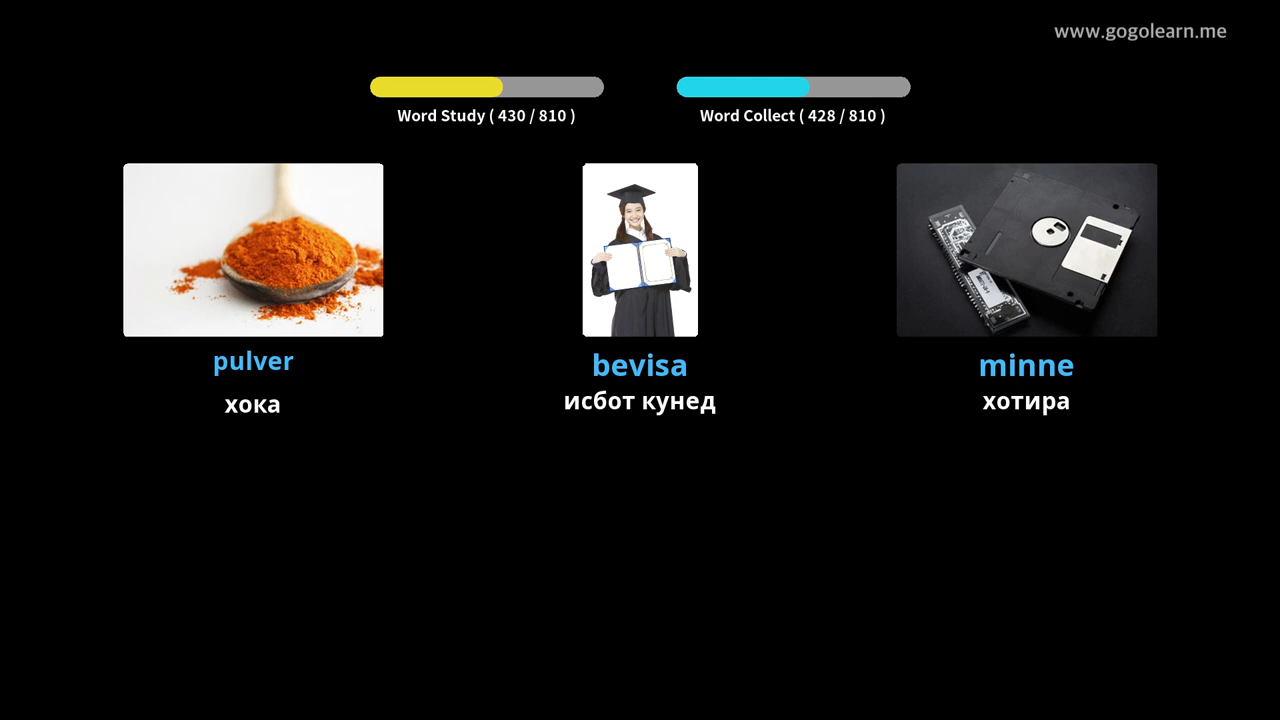 www.gogolearn.me
Word Study ( 430 / 810 )
Word Collect ( 428 / 810 )
pulver
хока
bevisa
исбот кунед
minne
хотира